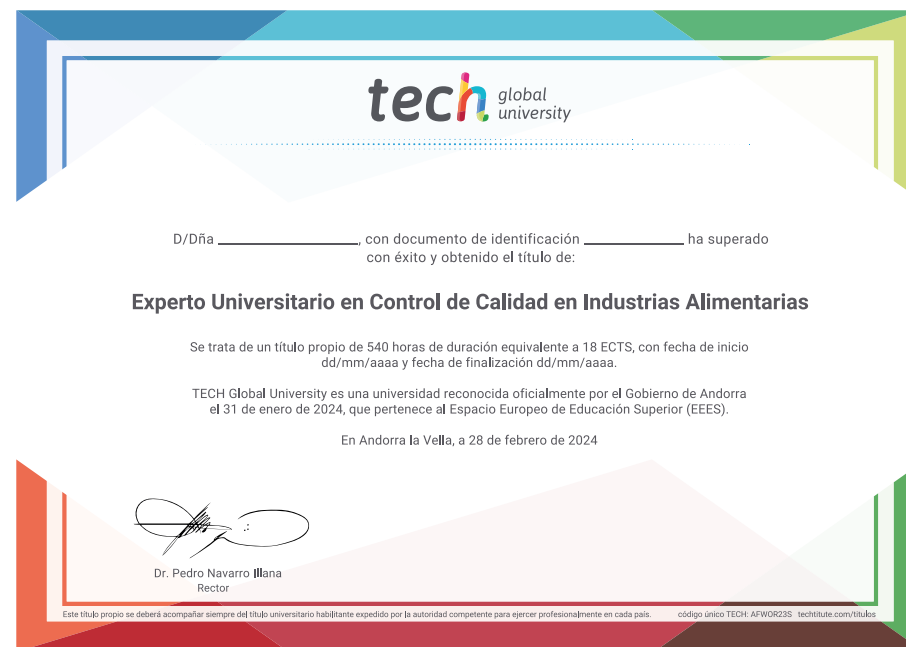 tech global
university
D/Dña ____________________, con documento de identificación ______________ ha superado
con éxito y obtenido el título de:
Experto Universitario en Control de Calidad en Industrias Alimentarias
Se trata de un título propio de 540 horas de duración equivalente a 18 ECTS, con fecha de inicio
dd/mm/aaaa y fecha de finalización dd/mm/aaaa.
TECH Global University es una universidad reconocida oficialmente por el Gobierno de Andorra
el 31 de enero de 2024, que pertenece al Espacio Europeo de Educación Superior (EEES).
En Andorra la Vella, a 28 de febrero de 2024
Dr. Pedro Navarro Illana
Rector
Este título propio se deberá acompañar siempre del título universitario habilitante expedido por la autoridad competente para ejercer profesionalmente en cada país. código único TECH: AFWOR23S techtitute.com/titulos